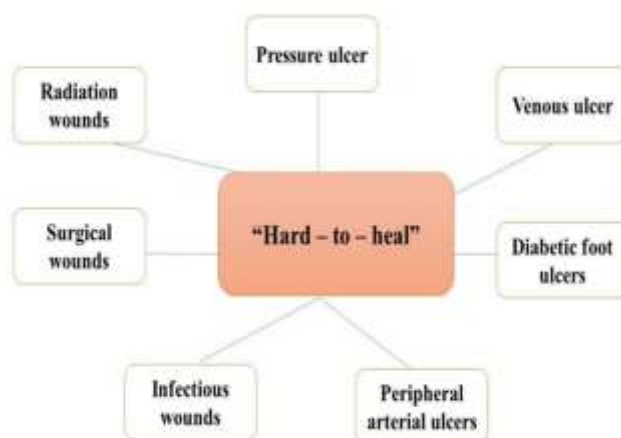 Pressure ulcer
Radiation
wounds
Venous ulcer
“Hard – to – heal”
Surgical
wounds
Diabetic foot
ulcers
Infectious
wounds
Peripheral
arterial ulcers